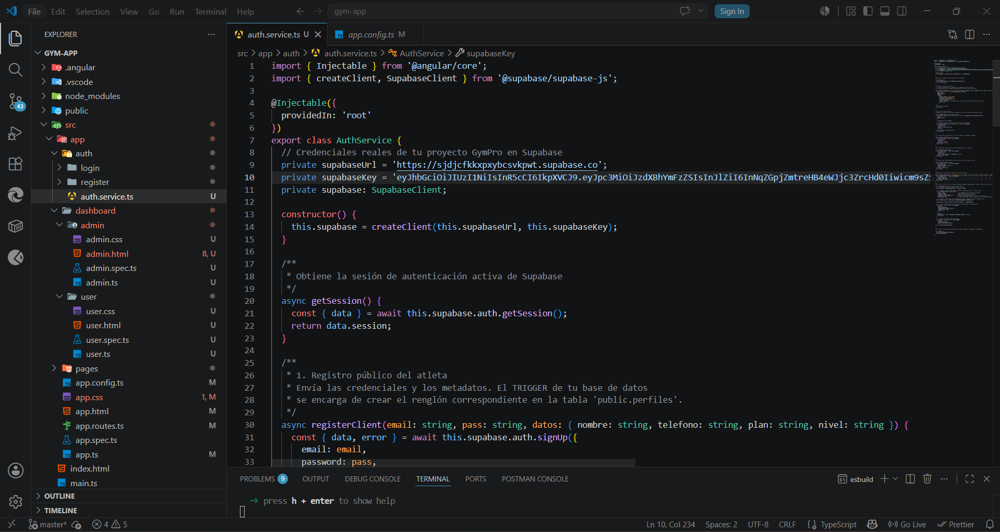 File Edit Selection View Go Run Terminal Help
gym-app
Sign In
EXPLORER
GYM-APP
.angular
.vscode
node_modules
public
src
app
auth
login
register
auth.service.ts U
dashboard
admin
admin.css U
admin.html 8, U
admin.spec.ts U
admin.ts U
user
user.css U
user.html U
user.spec.ts U
user.ts U
pages
app.config.ts M
app.css 1, M
app.html M
app.routes.ts M
app.spec.ts
app.ts M
index.html
main.ts
OUTLINE
TIMELINE
43
auth.service.ts U
app.config.ts M
src > app > auth > auth.service.ts > AuthService > supabaseKey
1 import { Injectable } from '@angular/core';
2 import { createClient, SupabaseClient } from '@supabase/supabase-js';
3
4 @Injectable({
5 providedIn: 'root'
6 })
7 export class AuthService {
8 // Credenciales reales de tu proyecto GymPro en Supabase
9 private supabaseUrl = 'https://sjdjcfkkxpxybcsvkpwt.supabase.co';
10 private supabaseKey =
11 private supabase: SupabaseClient;
12
13 constructor() {
14 this.supabase = createClient(this.supabaseUrl, this.supabaseKey);
15 }
16
17 /**
18 * Obtiene la sesión de autenticación activa de Supabase
19 */
20 async getSession() {
21 const { data } = await this.supabase.auth.getSession();
22 return data.session;
23 }
24
25 /**
26 * 1. Registro público del atleta
27 * Envía las credenciales y los metadatos. El TRIGGER de tu base de datos
28 * se encarga de crear el renglón correspondiente en la tabla 'public.perfiles'.
29 */
30 async registerClient(email: string, pass: string, datos: { nombre: string, telefono: string, plan: string, nivel: string }) {
31 const { data, error } = await this.supabase.auth.signUp({
32 email: email,
33 password: pass,
PROBLEMS 9 OUTPUT DEBUG CONSOLE TERMINAL PORTS POSTMAN CONSOLE
esbuild
→ press h + enter to show help
master* 4 5
Ln 10, Col 234 Spaces: 2 UTF-8 CRLF TypeScript Go Live Prettier